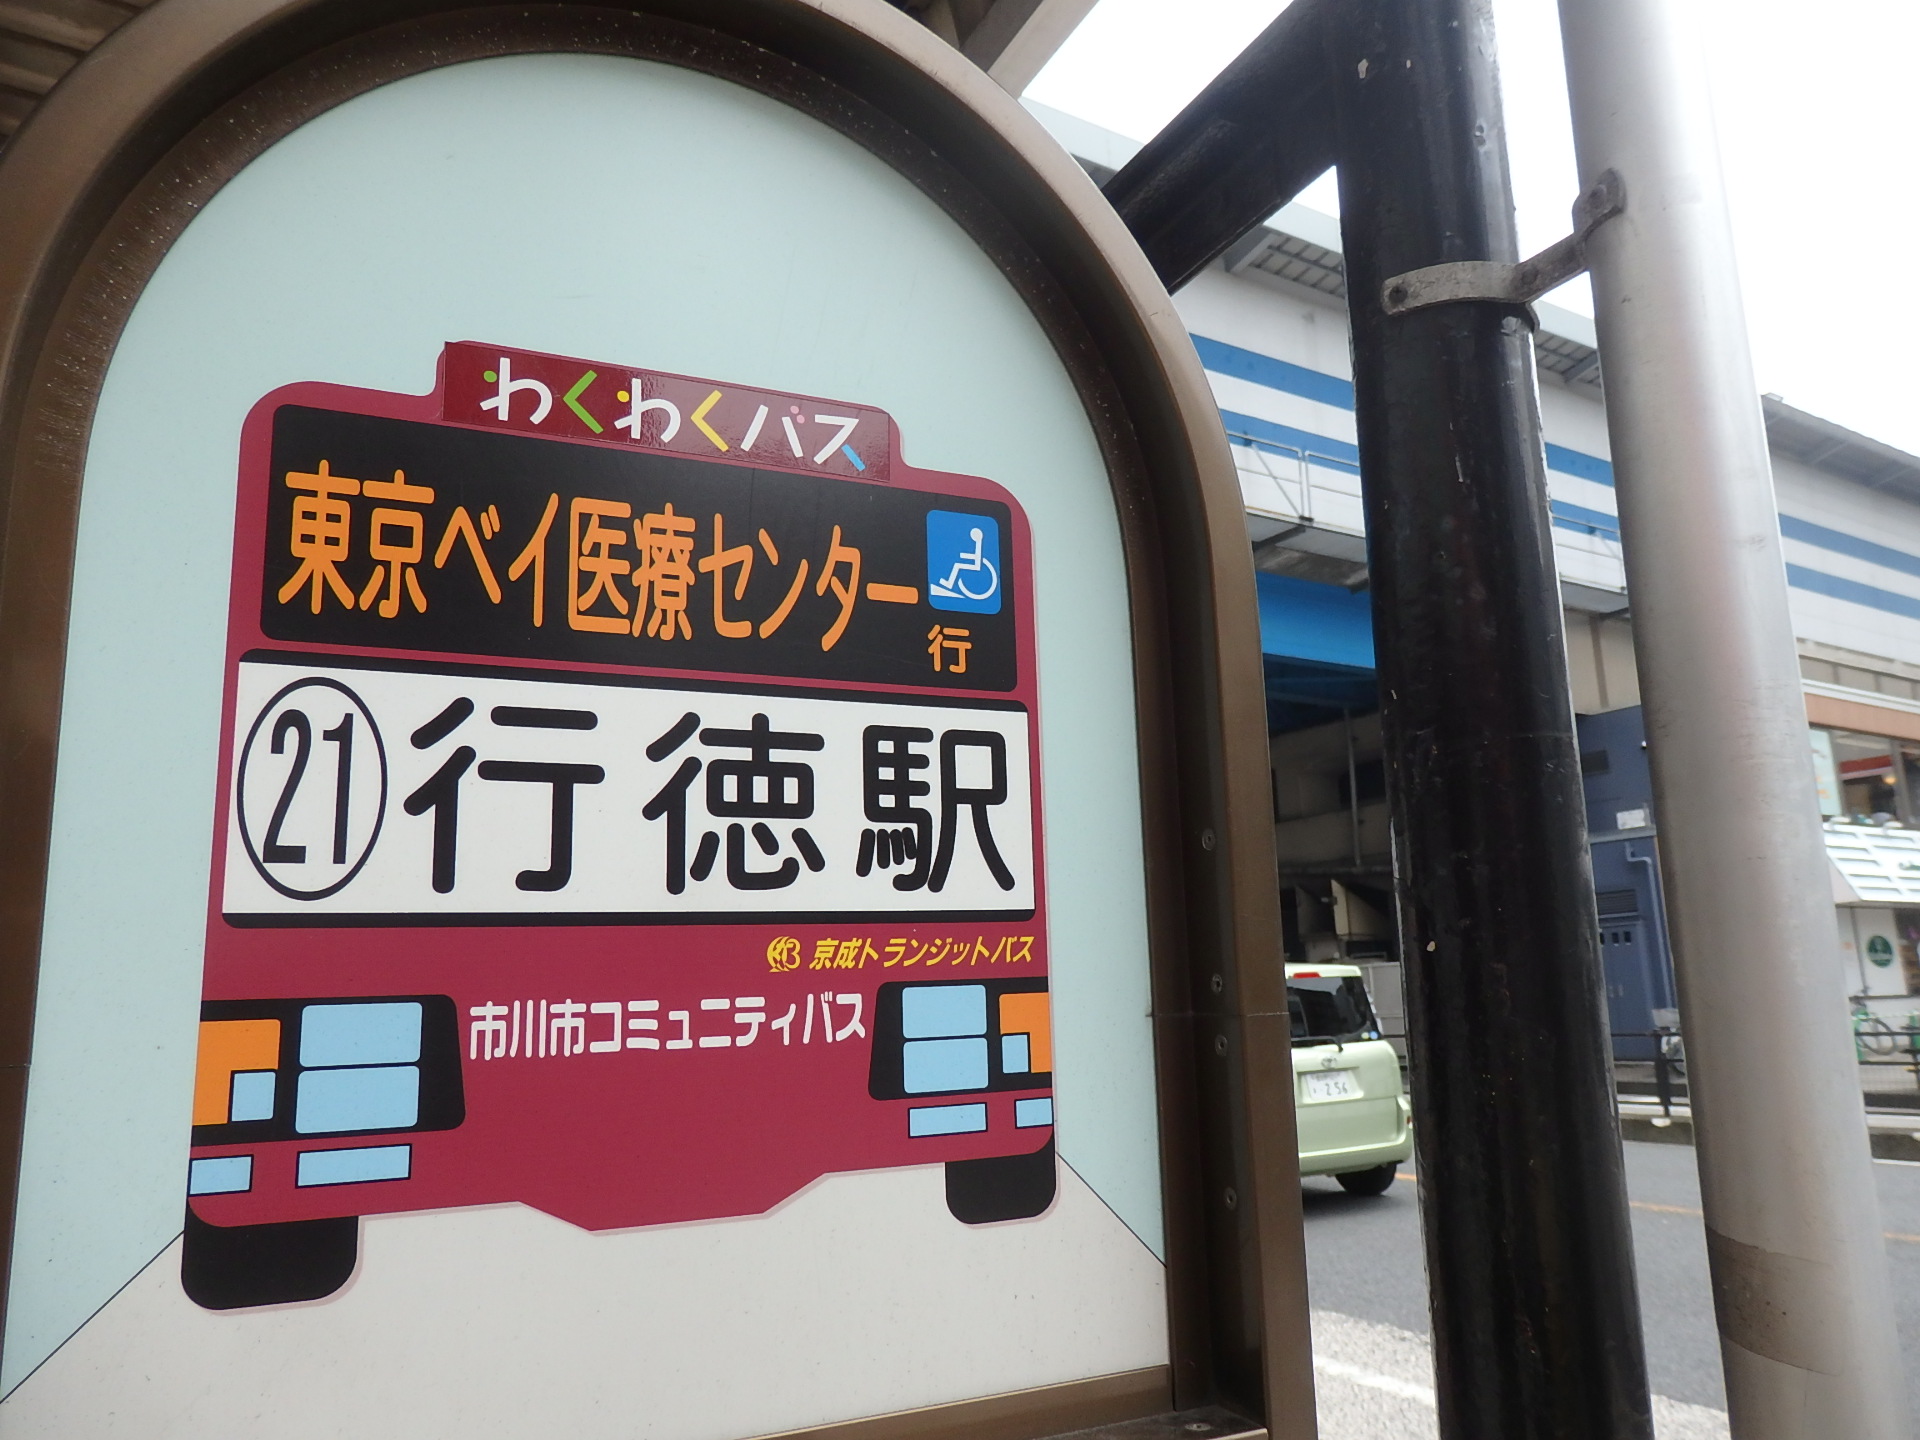 わくわくバス
東京ベイ医療センター
行
21 行徳駅
京成トランジットバス
市川市コミュニティバス
256